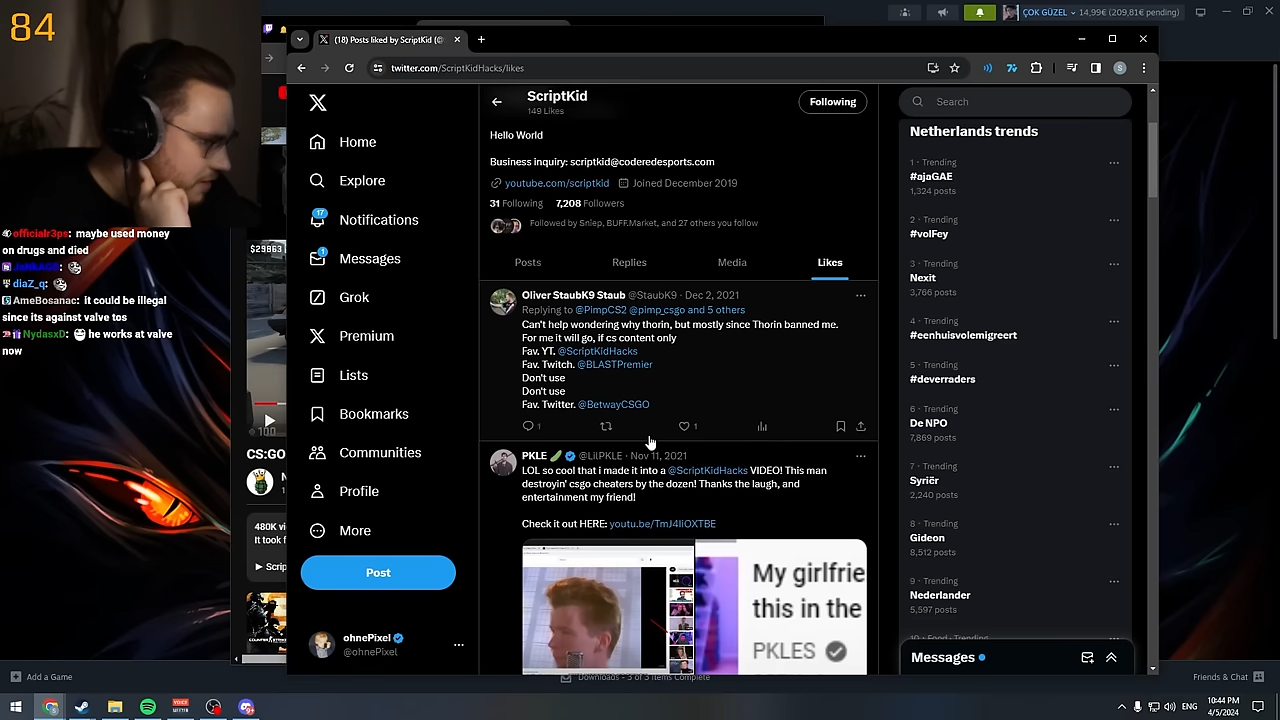 84
ÇOK GÜZEL
14,99€ (209,81€ pending)
(18) Posts liked by ScriptKid (@
twitter.com/ScriptKidHacks/likes
S
officialr3ps: maybe used money
on drugs and died
diaZ_q:
AmeBosanac: it could be illegal
since its against valve tos
NydasxD: he works at valve
now
$29863
100
CS:GO
480K vi
It took f
Scrip
Home
Explore
17
Notifications
1
Messages
Grok
Premium
Lists
Bookmarks
Communities
Profile
More
Post
ohnePixel
@ohnePixel
ScriptKid
149 Likes
Following
Hello World
Business inquiry: scriptkid@coderedesports.com
youtube.com/scriptkid Joined December 2019
31 Following 7,208 Followers
Followed by Sniep, BUFF.Market, and 27 others you follow
Posts Replies Media Likes
Oliver StaubK9 Staub @StaubK9 · Dec 2, 2021
Replying to @PimpCS2 @pimp_csgo and 5 others
Can't help wondering why thorin, but mostly since Thorin banned me.
For me it will go, if cs content only
Fav. YT. @ScriptKidHacks
Fav. Twitch. @BLASTPremier
Don't use
Don't use
Fav. Twitter. @BetwayCSGO
1
1
PKLE @LilPKLE · Nov 11, 2021
LOL so cool that i made it into a @ScriptKidHacks VIDEO! This man
destroyin' csgo cheaters by the dozen! Thanks the laugh, and
entertainment my friend!
Check it out HERE: youtu.be/TmJ4IiOXTBE
My girlfrie
this in the
PKLES
Search
Netherlands trends
1 · Trending
#ajaGAE
1,324 posts
2 · Trending
#volFey
3 · Trending
Nexit
3,766 posts
4 · Trending
#eenhuisvolemigreert
5 · Trending
#deverraders
6 · Trending
De NPO
7,869 posts
7 · Trending
Syriër
2,240 posts
8 · Trending
Gideon
8,512 posts
9 · Trending
Nederlander
5,597 posts
10 · Food · Trending
Messages
Add a Game
Downloads - 3 of 3 Items Complete
Friends & Chat
ENG
10:44 PM
4/5/2024